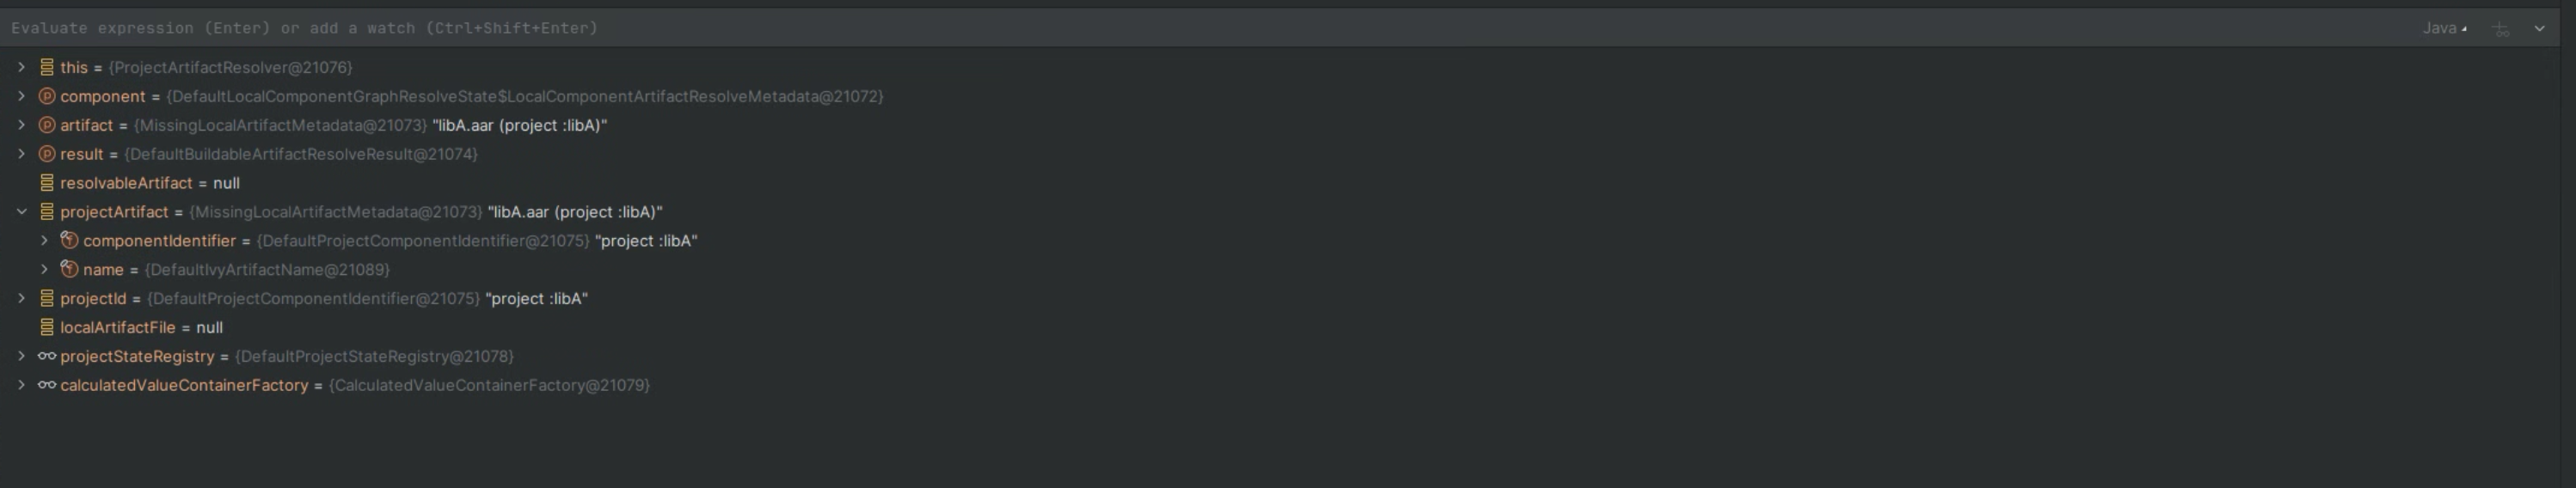 Evaluate expression (Enter) or add a watch (Ctrl+Shift+Enter) Java
this = {ProjectArtifactResolver@21076}
component = {DefaultLocalComponentGraphResolveState$LocalComponentArtifactResolveMetadata@21072}
artifact = {MissingLocalArtifactMetadata@21073} "libA.aar (project :libA)"
result = {DefaultBuildableArtifactResolveResult@21074}
resolvableArtifact = null
projectArtifact = {MissingLocalArtifactMetadata@21073} "libA.aar (project :libA)"
componentIdentifier = {DefaultProjectComponentIdentifier@21075} "project :libA"
name = {DefaultIvyArtifactName@21089}
projectId = {DefaultProjectComponentIdentifier@21075} "project :libA"
localArtifactFile = null
projectStateRegistry = {DefaultProjectStateRegistry@21078}
calculatedValueContainerFactory = {CalculatedValueContainerFactory@21079}